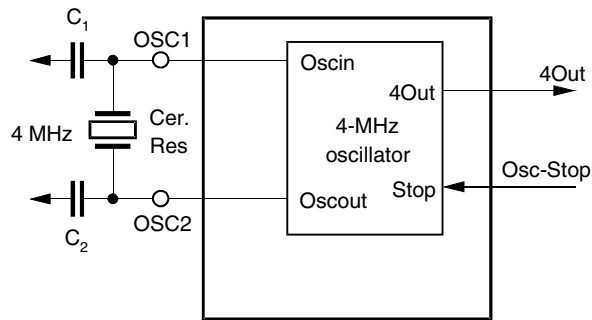 C1
OSC1
Oscin
4Out
4Out
4 MHz
Cer.
Res
4-MHz
oscillator
Osc-Stop
Stop
Oscout
OSC2
C2